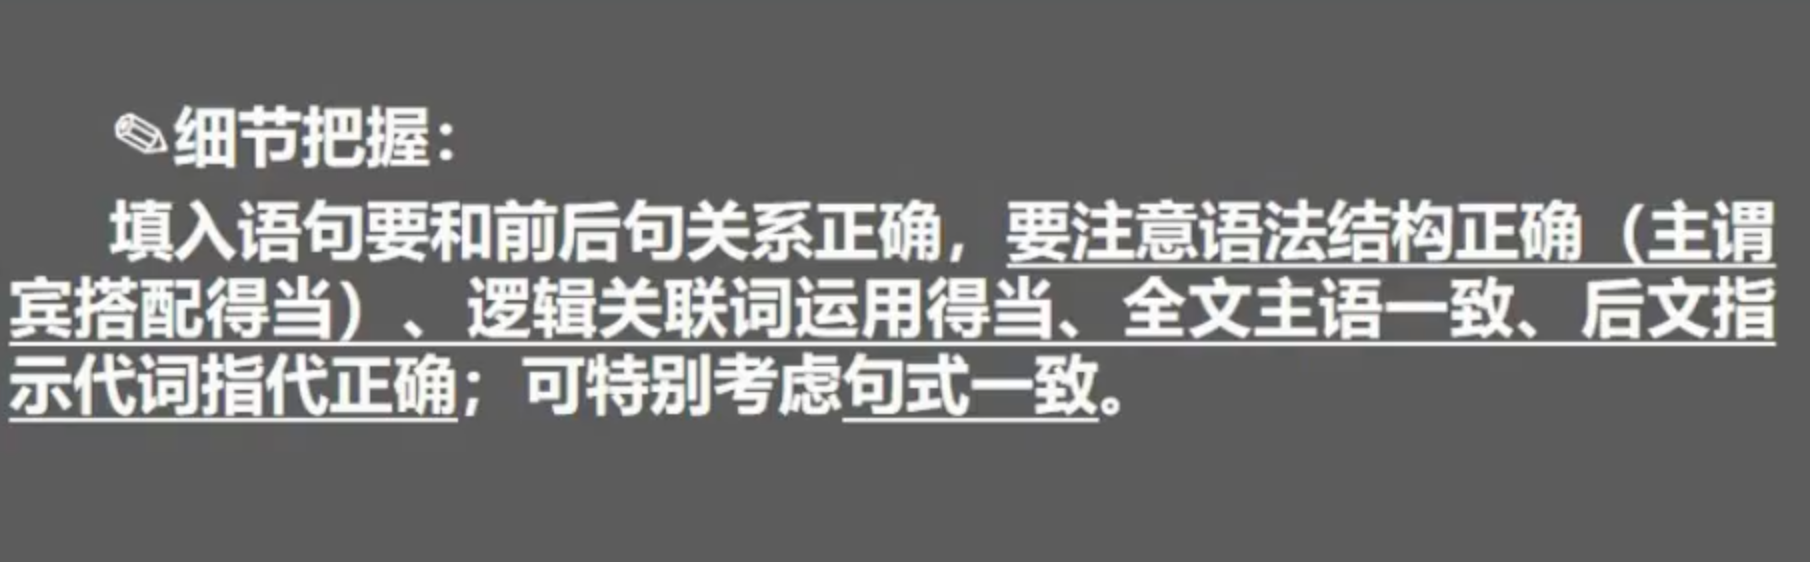 ✎细节把握：
填入语句要和前后句关系正确，要注意语法结构正确（主谓
宾搭配得当）、逻辑关联词运用得当、全文主语一致、后文指
示代词指代正确；可特别考虑句式一致。